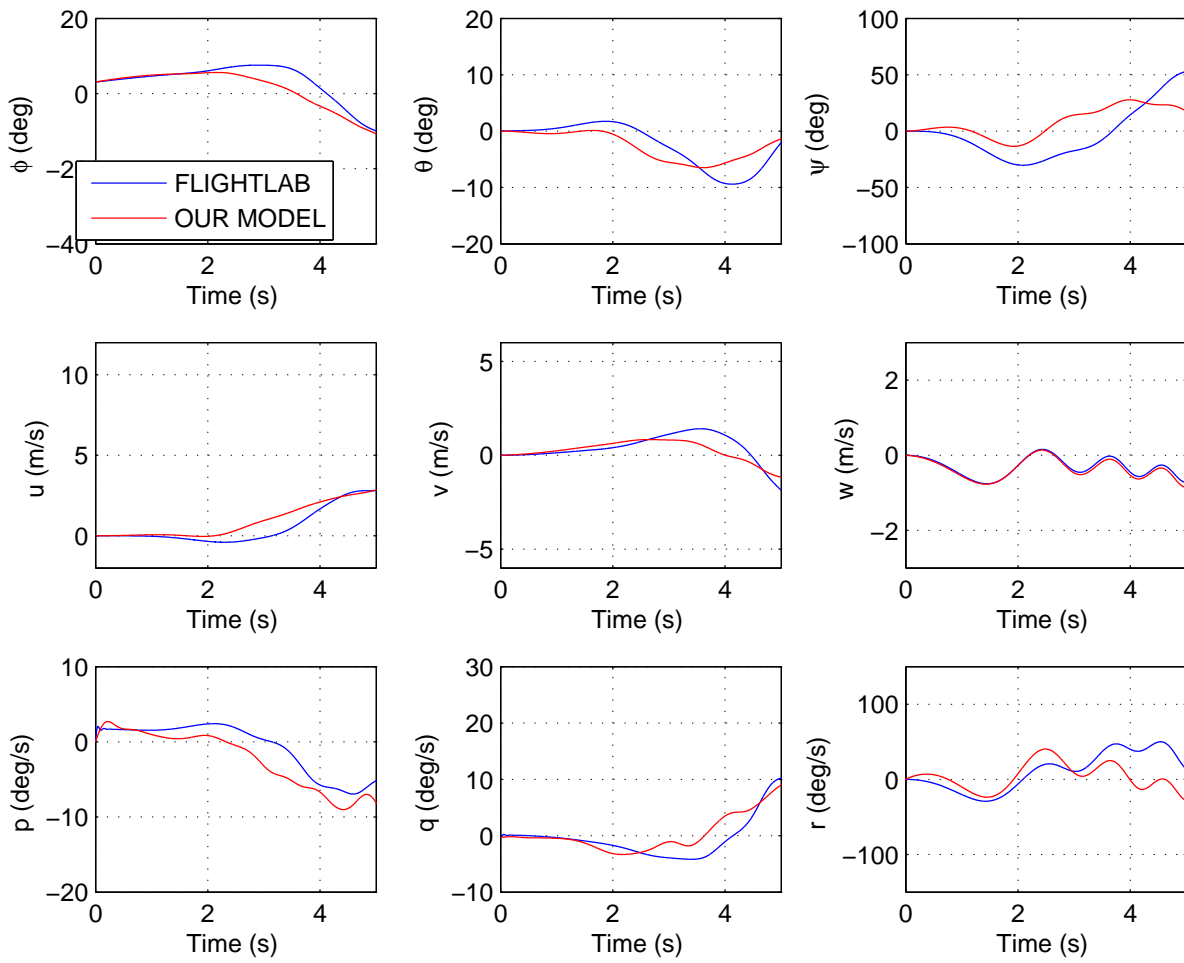 20
0
−2
−40
ϕ (deg)
FLIGHTLAB
OUR MODEL
0 2 4
Time (s)
20
10
0
−10
−20
θ (deg)
0 2 4
Time (s)
100
50
0
−50
−100
ψ (deg)
0 2 4
Time (s)
10
5
0
u (m/s)
0 2 4
Time (s)
5
0
−5
v (m/s)
0 2 4
Time (s)
2
0
−2
w (m/s)
0 2 4
Time (s)
10
0
−10
−20
p (deg/s)
0 2 4
Time (s)
30
20
10
0
−10
q (deg/s)
0 2 4
Time (s)
100
0
−100
r (deg/s)
0 2 4
Time (s)